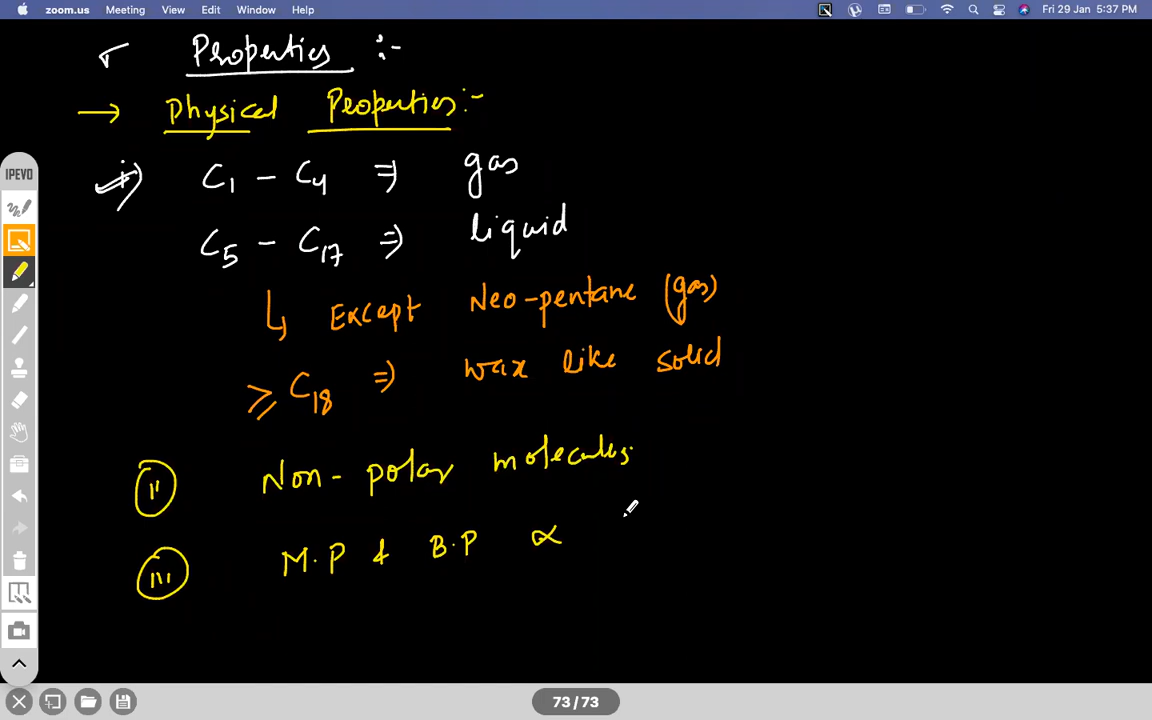 zoom.us Meeting View Edit Window Help Fri 29 Jan 5:37 PM
Properties :-
→ Physical Properties:-
i) C₁ - C₄ ⇒ gas
C₅ - C₁₇ ⇒ liquid
↳ Except Neo-pentane (gas)
≥ C₁₈ ⇒ wax like solid
IPEVO
ii Non-polar molecules.
iii M.P & B.P ∝
73/73